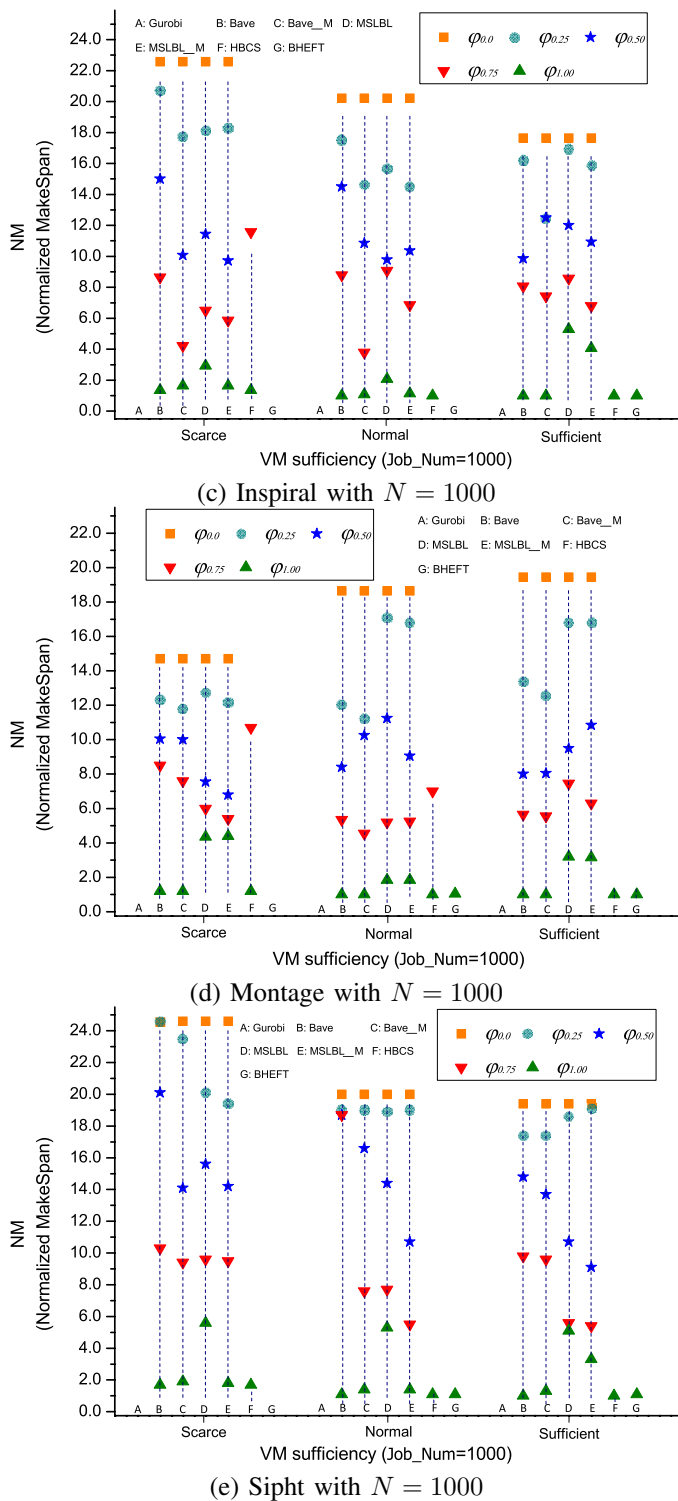 A: Gurobi B: Bave C: Bave__M D: MSLBL
E: MSLBL__M F: HBCS G: BHEFT
φ0.0 φ0.25 φ0.50
φ0.75 φ1.00
22.0
20.0
18.0
16.0
14.0
12.0
10.0
8.0
6.0
4.0
2.0
0.0
NM
(Normalized MakeSpan)
A B C D E F G A B C D E F G A B C D E F G
Scarce Normal Sufficient
VM sufficiency (Job_Num=1000)
(c) Inspiral with N = 1000
φ0.0 φ0.25 φ0.50
φ0.75 φ1.00
A: Gurobi B: Bave C: Bave__M
D: MSLBL E: MSLBL__M F: HBCS
G: BHEFT
22.0
20.0
18.0
16.0
14.0
12.0
10.0
8.0
6.0
4.0
2.0
0.0
NM
(Normalized MakeSpan)
A B C D E F G A B C D E F G A B C D E F G
Scarce Normal Sufficient
VM sufficiency (Job_Num=1000)
(d) Montage with N = 1000
A: Gurobi B: Bave C: Bave__M
D: MSLBL E: MSLBL__M F: HBCS
G: BHEFT
φ0.0 φ0.25 φ0.50
φ0.75 φ1.00
24.0
22.0
20.0
18.0
16.0
14.0
12.0
10.0
8.0
6.0
4.0
2.0
0.0
NM
(Normalized MakeSpan)
A B C D E F G A B C D E F G A B C D E F G
Scarce Normal Sufficient
VM sufficiency (Job_Num=1000)
(e) Sipht with N = 1000